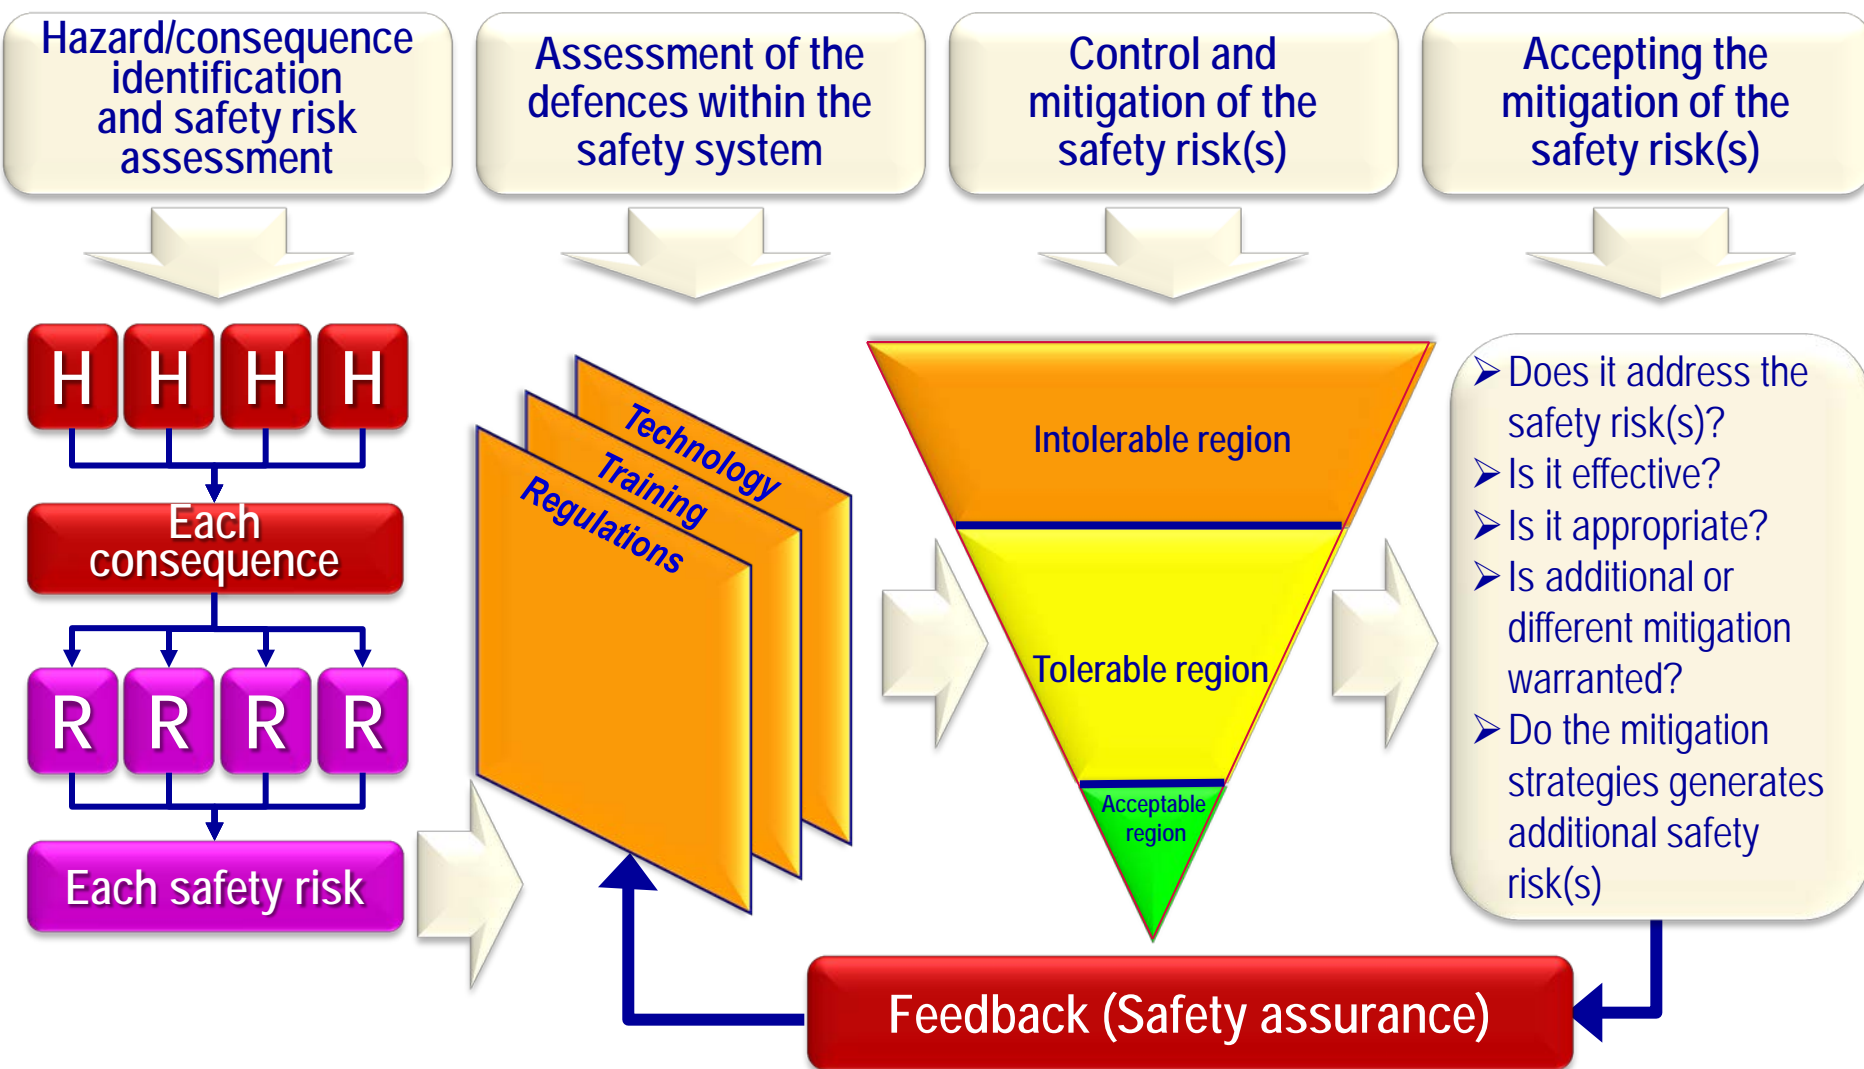 Hazard/consequence
identification
and safety risk
assessment
Assessment of the
defences within the
safety system
Control and
mitigation of the
safety risk(s)
Accepting the
mitigation of the
safety risk(s)
H H H H
Each
consequence
R R R R
Each safety risk
Technology
Training
Regulations
Intolerable region
Tolerable region
Acceptable
region
➢ Does it address the
safety risk(s)?
➢ Is it effective?
➢ Is it appropriate?
➢ Is additional or
different mitigation
warranted?
➢ Do the mitigation
strategies generates
additional safety
risk(s)
Feedback (Safety assurance)